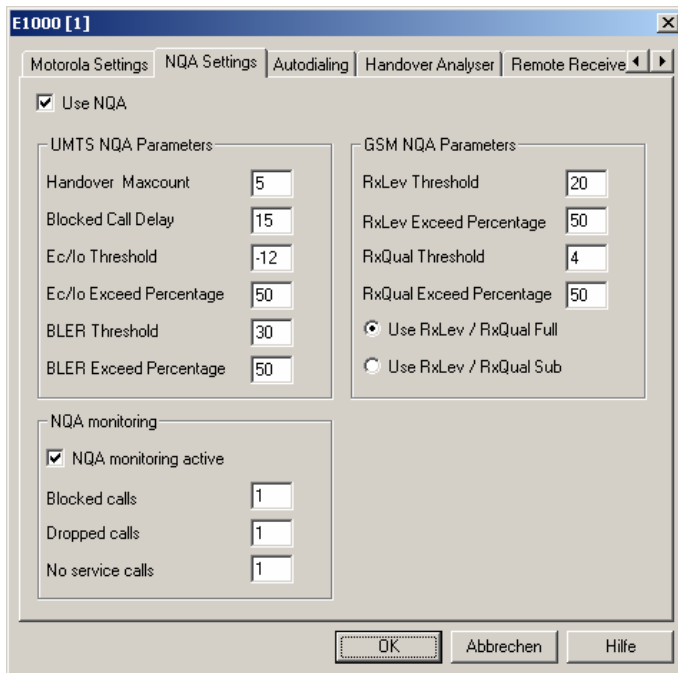 E1000 [1]
Motorola Settings NQA Settings Autodialing Handover Analyser Remote Receive
Use NQA
UMTS NQA Parameters
Handover Maxcount 5
Blocked Call Delay 15
Ec/Io Threshold -12
Ec/Io Exceed Percentage 50
BLER Threshold 30
BLER Exceed Percentage 50
GSM NQA Parameters
RxLev Threshold 20
RxLev Exceed Percentage 50
RxQual Threshold 4
RxQual Exceed Percentage 50
Use RxLev / RxQual Full
Use RxLev / RxQual Sub
NQA monitoring
NQA monitoring active
Blocked calls 1
Dropped calls 1
No service calls 1
OK Abbrechen Hilfe